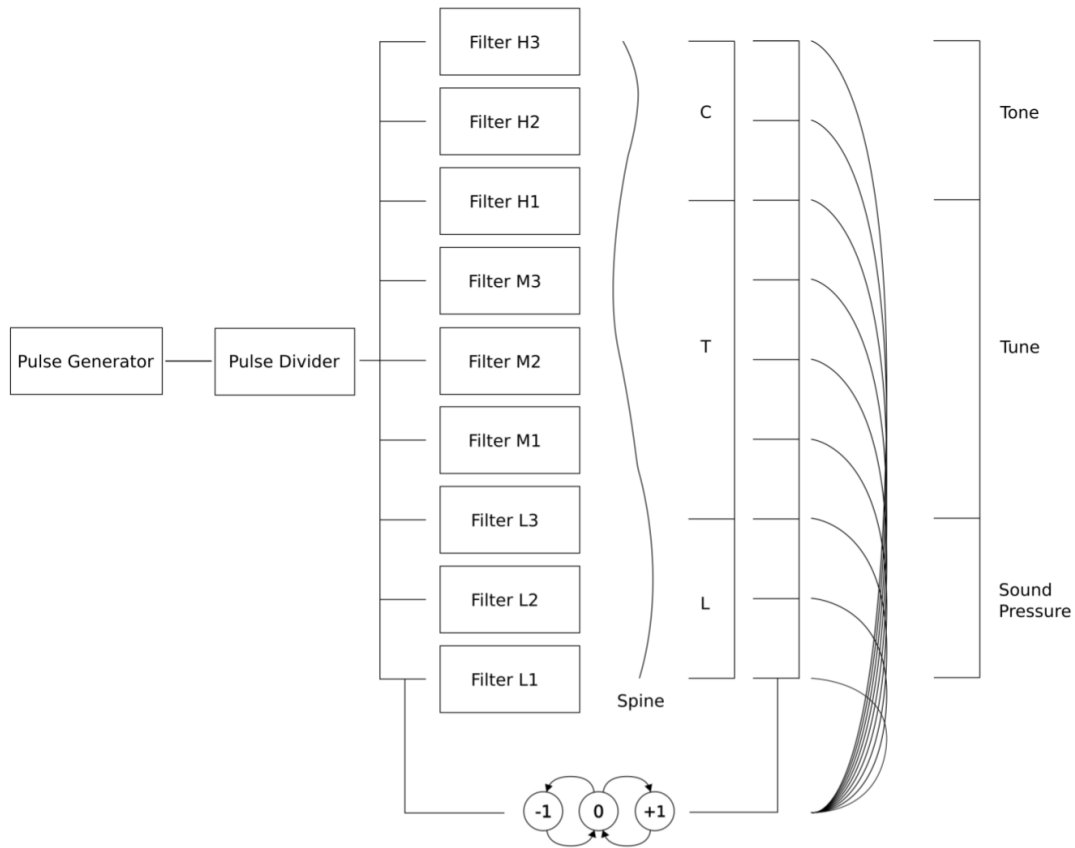 Filter H3
Filter H2
Filter H1
Filter M3
Filter M2
Filter M1
Filter L3
Filter L2
Filter L1
Pulse Generator
Pulse Divider
Spine
C
T
L
Tone
Tune
Sound
Pressure
-1
0
+1